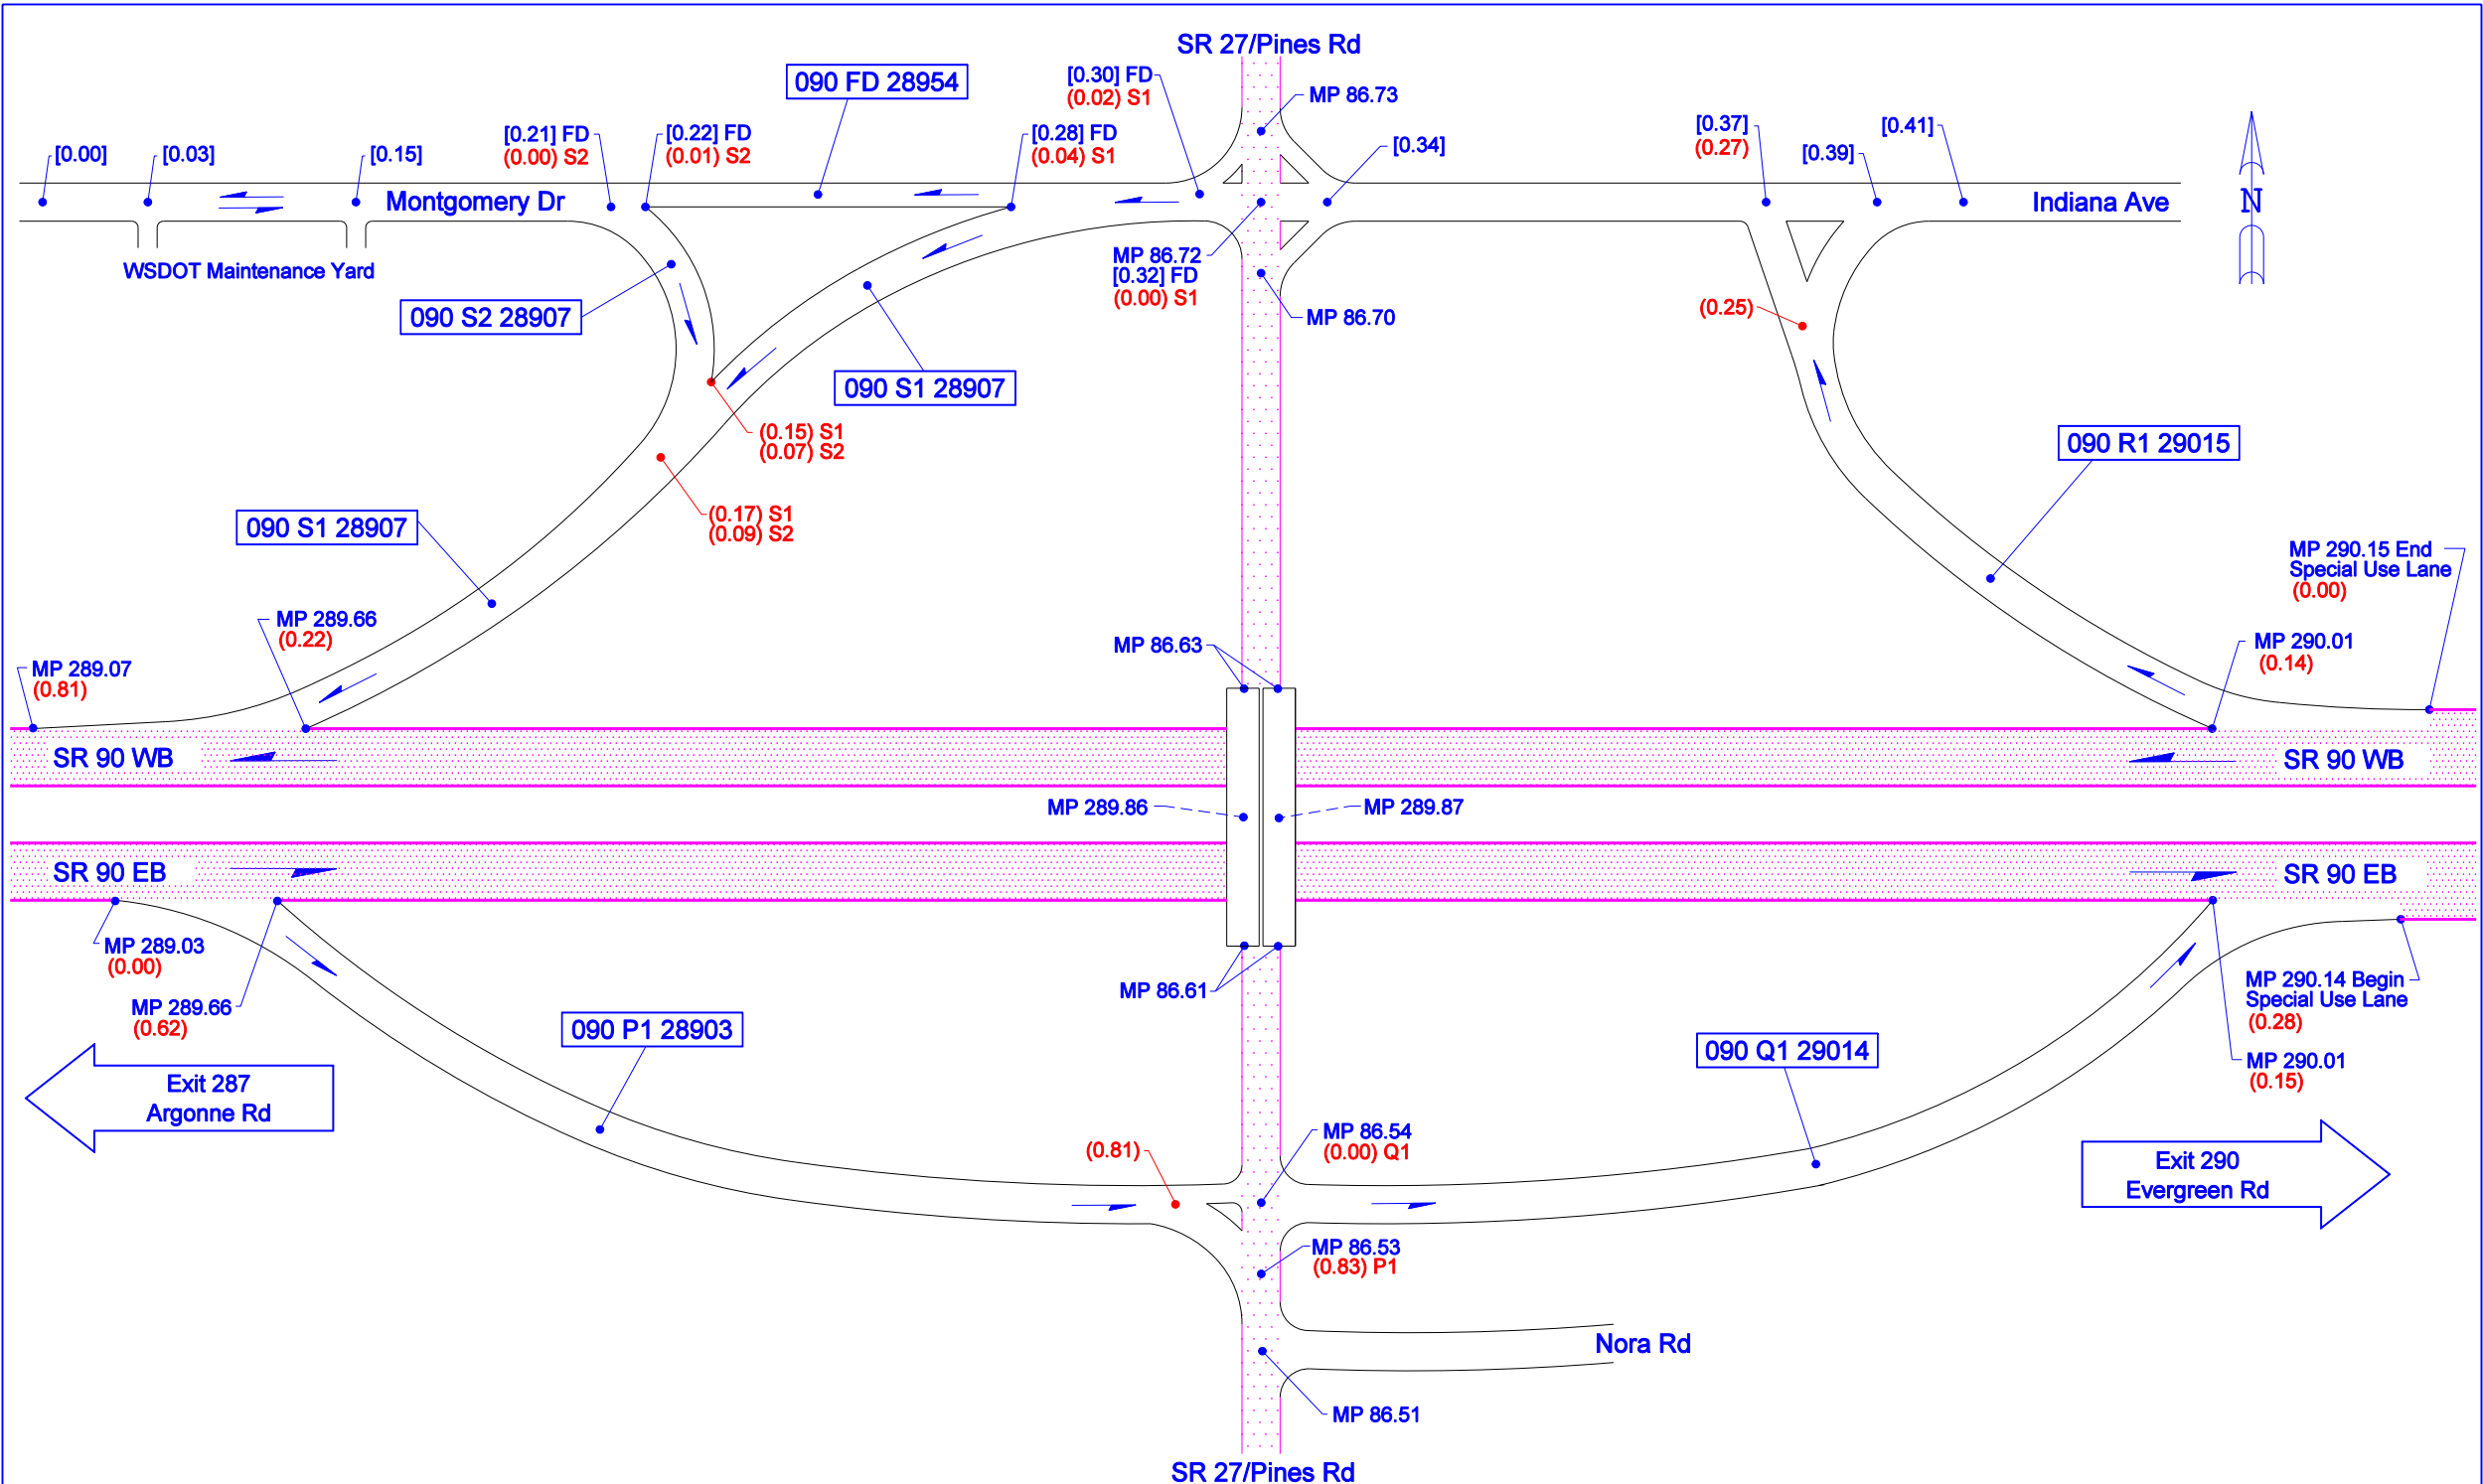 SR 27/Pines Rd
090 FD 28954
[0.30] FD
(0.02) S1
MP 86.73
[0.00]
[0.03]
[0.15]
[0.21] FD
(0.00) S2
[0.22] FD
(0.01) S2
[0.28] FD
(0.04) S1
[0.34]
[0.37]
(0.27)
[0.39]
[0.41]
Montgomery Dr
Indiana Ave
N
WSDOT Maintenance Yard
MP 86.72
[0.32] FD
(0.00) S1
MP 86.70
090 S2 28907
090 S1 28907
(0.25)
(0.15) S1
(0.07) S2
090 R1 29015
(0.17) S1
(0.09) S2
090 S1 28907
MP 290.15 End
Special Use Lane
(0.00)
MP 289.66
(0.22)
MP 86.63
MP 290.01
(0.14)
MP 289.07
(0.81)
SR 90 WB
SR 90 WB
MP 289.86
MP 289.87
SR 90 EB
SR 90 EB
MP 289.03
(0.00)
MP 289.66
(0.62)
MP 86.61
MP 290.14 Begin
Special Use Lane
(0.28)
MP 290.01
(0.15)
090 P1 28903
090 Q1 29014
Exit 287
Argonne Rd
(0.81)
MP 86.54
(0.00) Q1
Exit 290
Evergreen Rd
MP 86.53
(0.83) P1
Nora Rd
MP 86.51
SR 27/Pines Rd